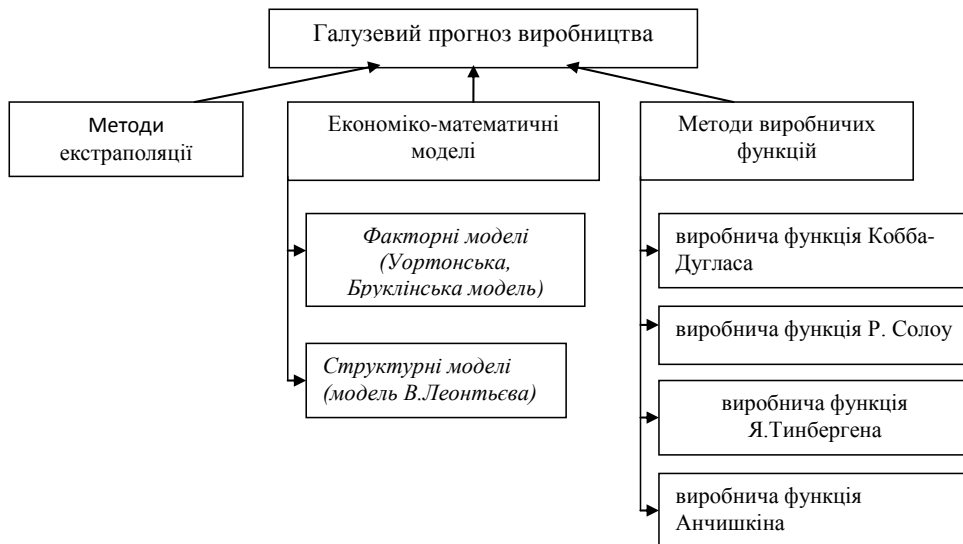 Галузевий прогноз виробництва
Методи
екстраполяції
Економіко-математичні
моделі
Факторні моделі
(Уортонська,
Бруклінська модель)
Структурні моделі
(модель В.Леонтьєва)
Методи виробничих
функцій
виробнича функція Кобба-
Дугласа
виробнича функція Р. Солоу
виробнича функція
Я.Тинбергена
виробнича функція
Анчишкіна